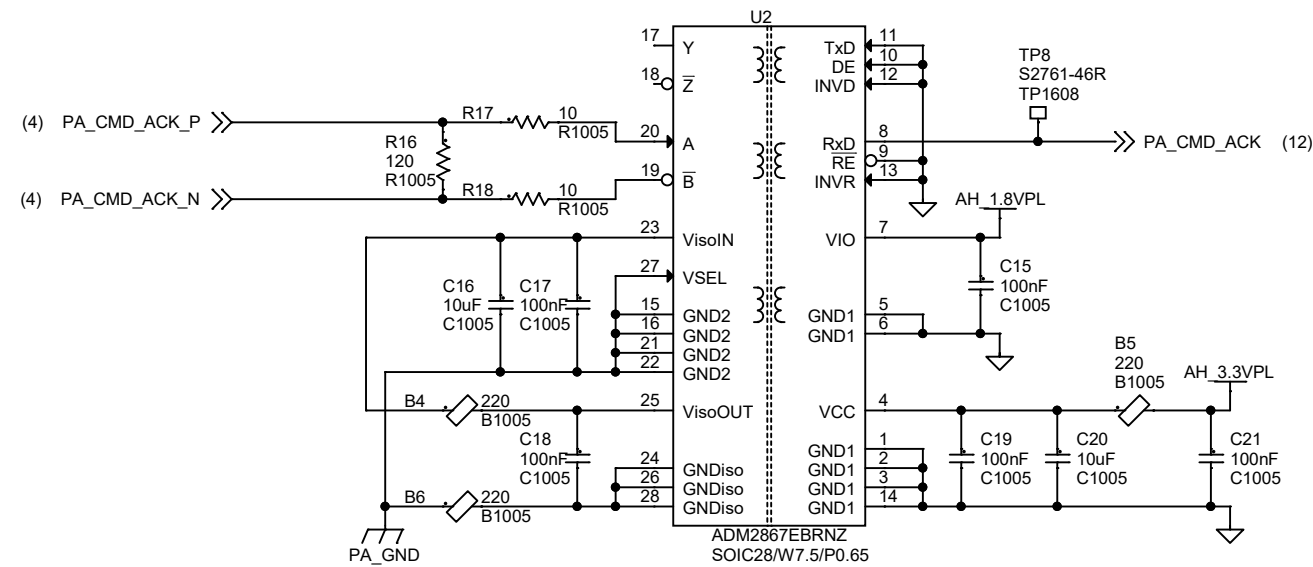 U2
17 Y
18 Z
(4) PA_CMD_ACK_P
R17 10
R1005
20 A
R16
120
R1005
19 B
(4) PA_CMD_ACK_N
R18 10
R1005
23 VisoIN
27 VSEL
C16
10uF
C1005
C17
100nF
C1005
15 GND2
16 GND2
21 GND2
22 GND2
B4 220
B1005
25 VisoOUT
C18
100nF
C1005
24 GNDiso
26 GNDiso
28 GNDiso
B6 220
B1005
PA_GND
TxD 11
DE 10
INVD 12
TP8
S2761-46R
TP1608
RxD 8
PA_CMD_ACK (12)
RE 9
INVR 13
AH_1.8VPL
VIO 7
C15
100nF
C1005
GND1 5
GND1 6
B5
220
B1005
AH_3.3VPL
VCC 4
C19
100nF
C1005
C20
10uF
C1005
C21
100nF
C1005
GND1 1
GND1 2
GND1 3
GND1 14
ADM2867EBRNZ
SOIC28/W7.5/P0.65